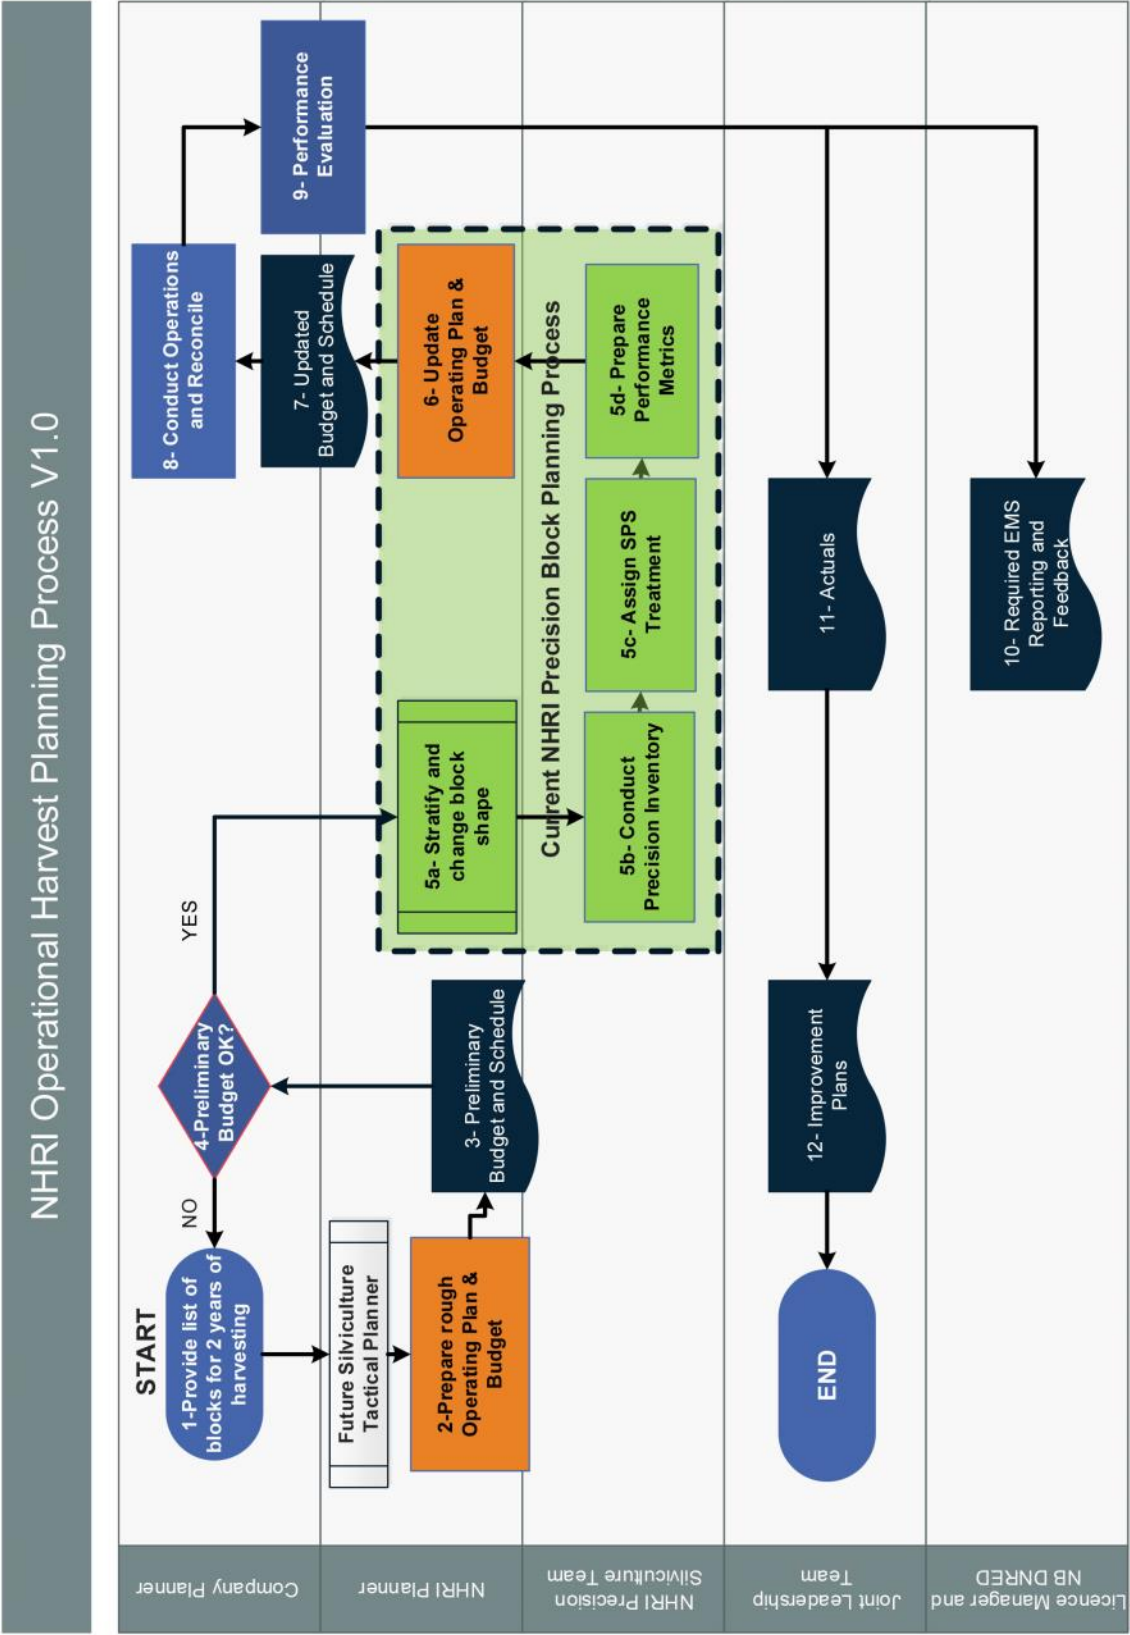 NHRI Operational Harvest Planning Process V1.0
Company Planner
START
1-Provide list of
blocks for 2 years of
harvesting
NO
4-Preliminary
Budget OK?
YES
8- Conduct Operations
and Reconcile
NHRI Planner
Future Silviculture
Tactical Planner
2-Prepare rough
Operating Plan &
Budget
3- Preliminary
Budget and Schedule
5a- Stratify and
change block
shape
6- Update
Operating Plan &
Budget
7- Updated
Budget and Schedule
9- Performance
Evaluation
NHRI Precision
Silviculture Team
Current NHRI Precision Block Planning Process
5b- Conduct
Precision Inventory
5c- Assign SPS
Treatment
5d- Prepare
Performance
Metrics
Joint Leadership
Team
END
12- Improvement
Plans
11- Actuals
Licence Manager and
NB DNRED
10- Required EMS
Reporting and
Feedback